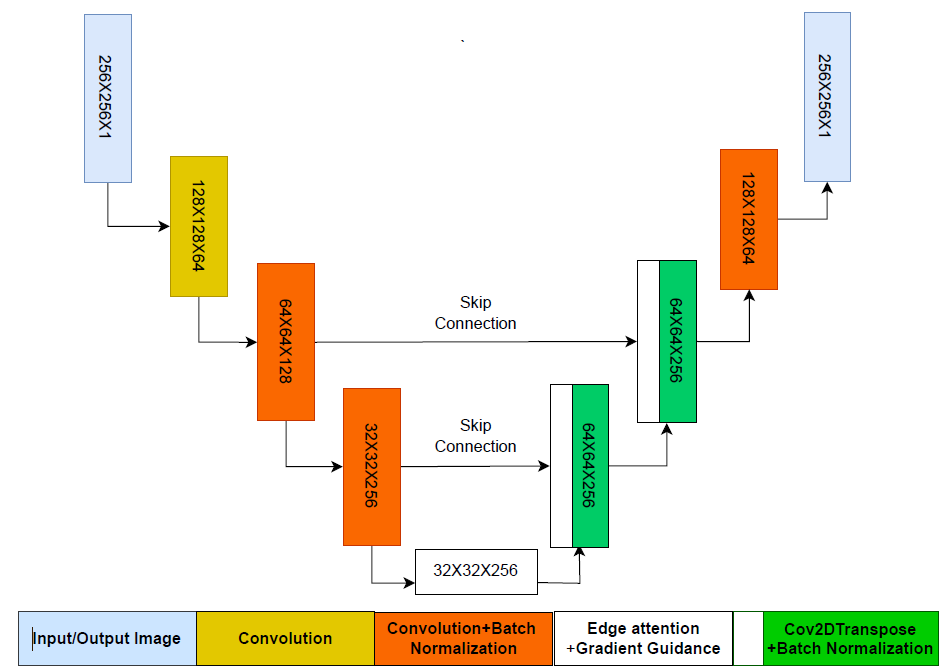 256X256X1
128X128X64
64X64X128
32X32X256
32X32X256
Skip
Connection
Skip
Connection
64X64X256
64X64X256
128X128X64
256X256X1
Input/Output Image
Convolution
Convolution+Batch
Normalization
Edge attention
+Gradient Guidance
Cov2DTranspose
+Batch Normalization